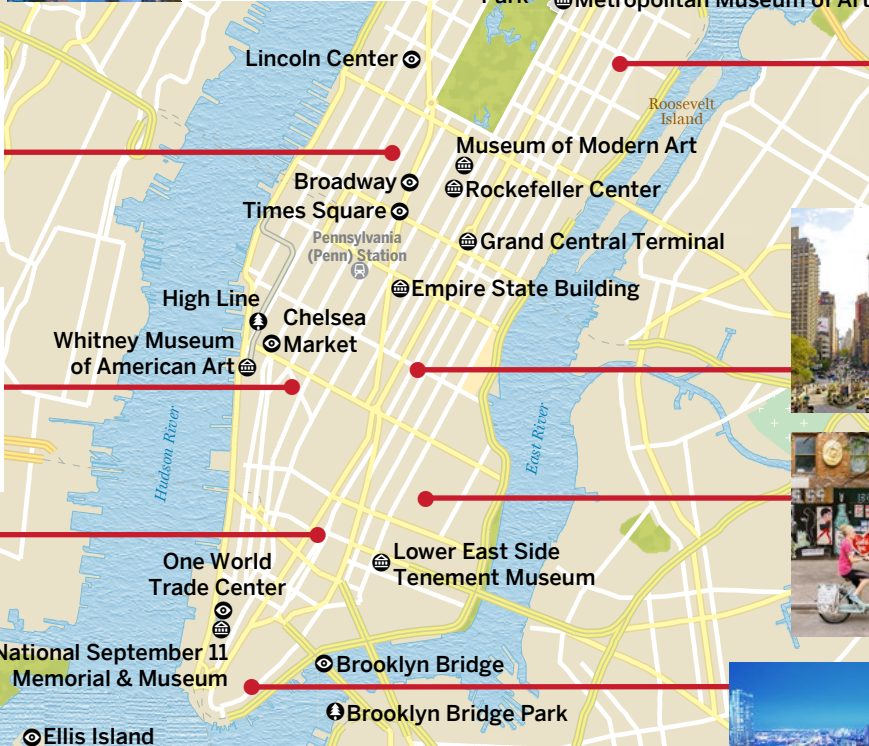 Park
Metropolitan Museum of Art
Lincoln Center
Roosevelt
Island
Museum of Modern Art
Broadway
Rockefeller Center
Times Square
Pennsylvania
(Penn) Station
Grand Central Terminal
Empire State Building
High Line
Chelsea
Market
Whitney Museum
of American Art
Hudson River
East River
One World
Trade Center
Lower East Side
Tenement Museum
National September 11
Memorial & Museum
Brooklyn Bridge
Brooklyn Bridge Park
Ellis Island